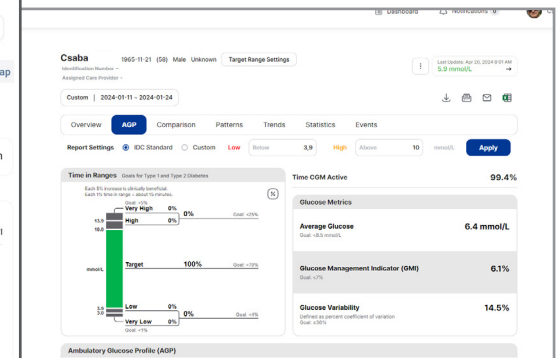 Dashboard
Notifications 0
Csaba 1965-11-21 (58) Male Unknown Target Range Settings
Identification Number -
Assigned Care Provider -
Last Update: Apr 26, 2024 8:01 AM
5.9 mmol/L →
Custom | 2024-01-11 – 2024-01-24
Overview AGP Comparison Patterns Trends Statistics Events
Report Settings IDC Standard Custom Low Below 3,9 High Above 10 mmol/L Apply
Time in Ranges Goals for Type 1 and Type 2 Diabetes
Each 5% increase is clinically beneficial.
Each 1% time in range = about 15 minutes.
%
Goal: <5%
Very High 0%
0% Goal: <25%
13.9
High 0%
10.0
mmol/L
Target 100% Goal: >70%
3.9
Low 0%
3.0
0% Goal: <4%
Very Low 0%
Goal: <1%
Time CGM Active 99.4%
Glucose Metrics
Average Glucose 6.4 mmol/L
Goal: <8.5 mmol/L
Glucose Management Indicator (GMI) 6.1%
Goal: <7%
Glucose Variability 14.5%
Defined as percent coefficient of variation
Goal: ≤36%
Ambulatory Glucose Profile (AGP)